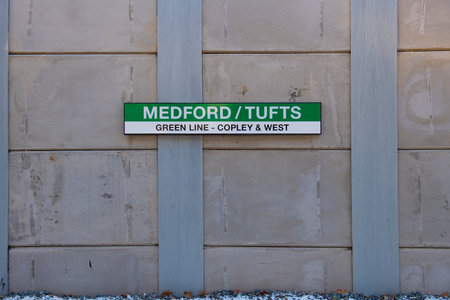 MEDFORD / TUFTS
GREEN LINE - COPLEY & WEST